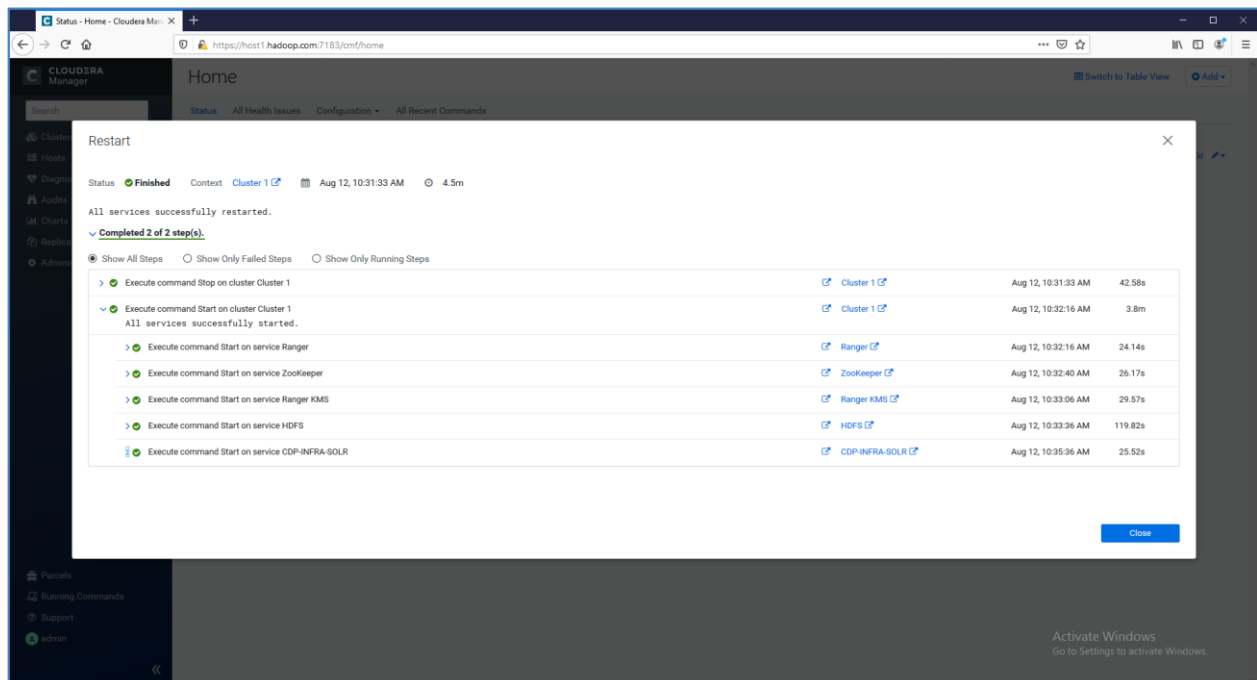 Status - Home - Cloudera Man
https://host1.hadoop.com:7183/cmf/home
CLOUDERA
Manager
Home
Switch to Table View
Add
Search
Status All Health Issues Configuration All Recent Commands
Cluster
Hosts
Diagnos
Audits
Charts
Replica
Admini
Restart
Status Finished Context Cluster 1 Aug 12, 10:31:33 AM 4.5m
All services successfully restarted.
Completed 2 of 2 step(s).
Show All Steps Show Only Failed Steps Show Only Running Steps
Execute command Stop on cluster Cluster 1 Cluster 1 Aug 12, 10:31:33 AM 42.58s
Execute command Start on cluster Cluster 1 Cluster 1 Aug 12, 10:32:16 AM 3.8m
All services successfully started.
Execute command Start on service Ranger Ranger Aug 12, 10:32:16 AM 24.14s
Execute command Start on service ZooKeeper ZooKeeper Aug 12, 10:32:40 AM 26.17s
Execute command Start on service Ranger KMS Ranger KMS Aug 12, 10:33:06 AM 29.57s
Execute command Start on service HDFS HDFS Aug 12, 10:33:36 AM 119.82s
Execute command Start on service CDP-INFRA-SOLR CDP-INFRA-SOLR Aug 12, 10:35:36 AM 25.52s
Close
Parcels
Running Commands
Support
admin
Activate Windows
Go to Settings to activate Windows.